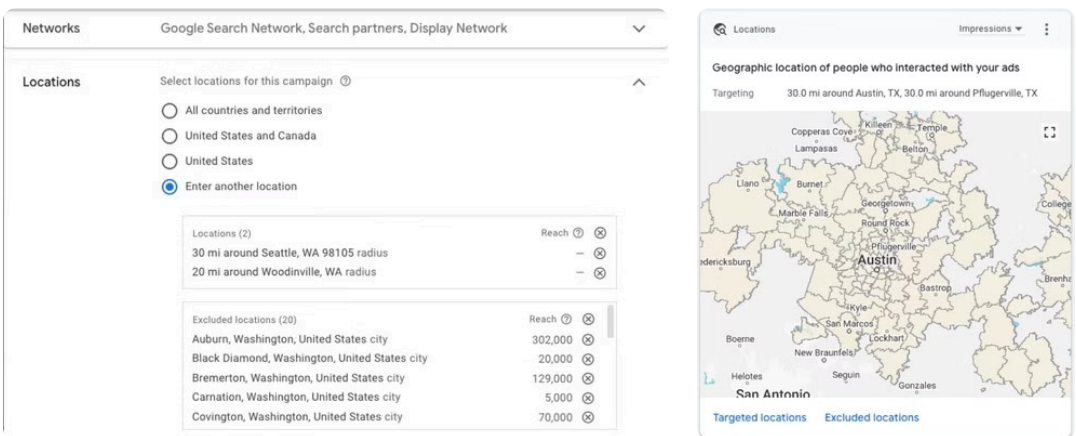 Networks
Google Search Network, Search partners, Display Network
Locations
Select locations for this campaign
All countries and territories
United States and Canada
United States
Enter another location
Locations (2) Reach
30 mi around Seattle, WA 98105 radius –
20 mi around Woodinville, WA radius –
Excluded locations (20) Reach
Auburn, Washington, United States city 302,000
Black Diamond, Washington, United States city 20,000
Bremerton, Washington, United States city 129,000
Carnation, Washington, United States city 5,000
Covington, Washington, United States city 70,000
Locations Impressions
Geographic location of people who interacted with your ads
Targeting 30.0 mi around Austin, TX, 30.0 mi around Pflugerville, TX
Killeen Temple
Copperas Cove
Lampasas Belton
Llano Burnet
Georgetown College
Marble Falls
Round Rock
Pflugerville
edericksburg Austin
Bastrop Brenha
Kyle
San Marcos
Boerne Lockhart
New Braunfels
Helotes Seguin
Gonzales
San Antonio
Targeted locations Excluded locations